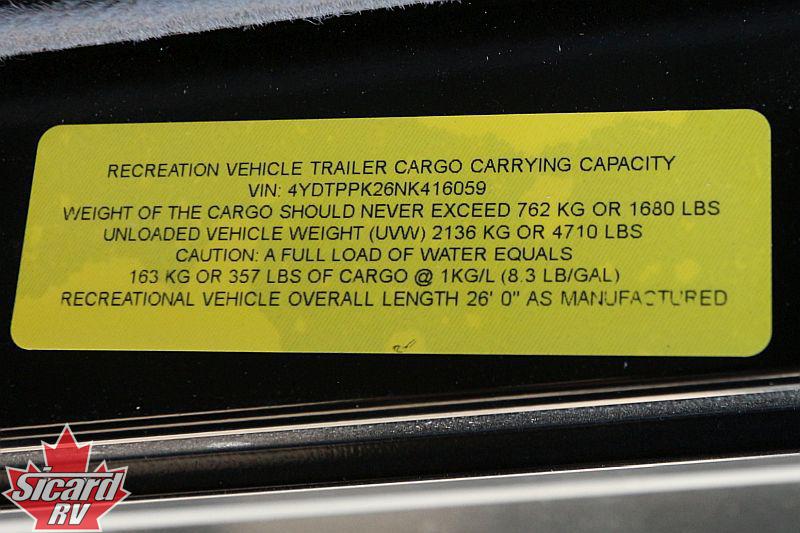 RECREATION VEHICLE TRAILER CARGO CARRYING CAPACITY
VIN: 4YDTPPK26NK416059
WEIGHT OF THE CARGO SHOULD NEVER EXCEED 762 KG OR 1680 LBS
UNLOADED VEHICLE WEIGHT (UVW) 2136 KG OR 4710 LBS
CAUTION: A FULL LOAD OF WATER EQUALS
163 KG OR 357 LBS OF CARGO @ 1KG/L (8.3 LB/GAL)
RECREATIONAL VEHICLE OVERALL LENGTH 26' 0" AS MANUFACTURED
Sicard
RV